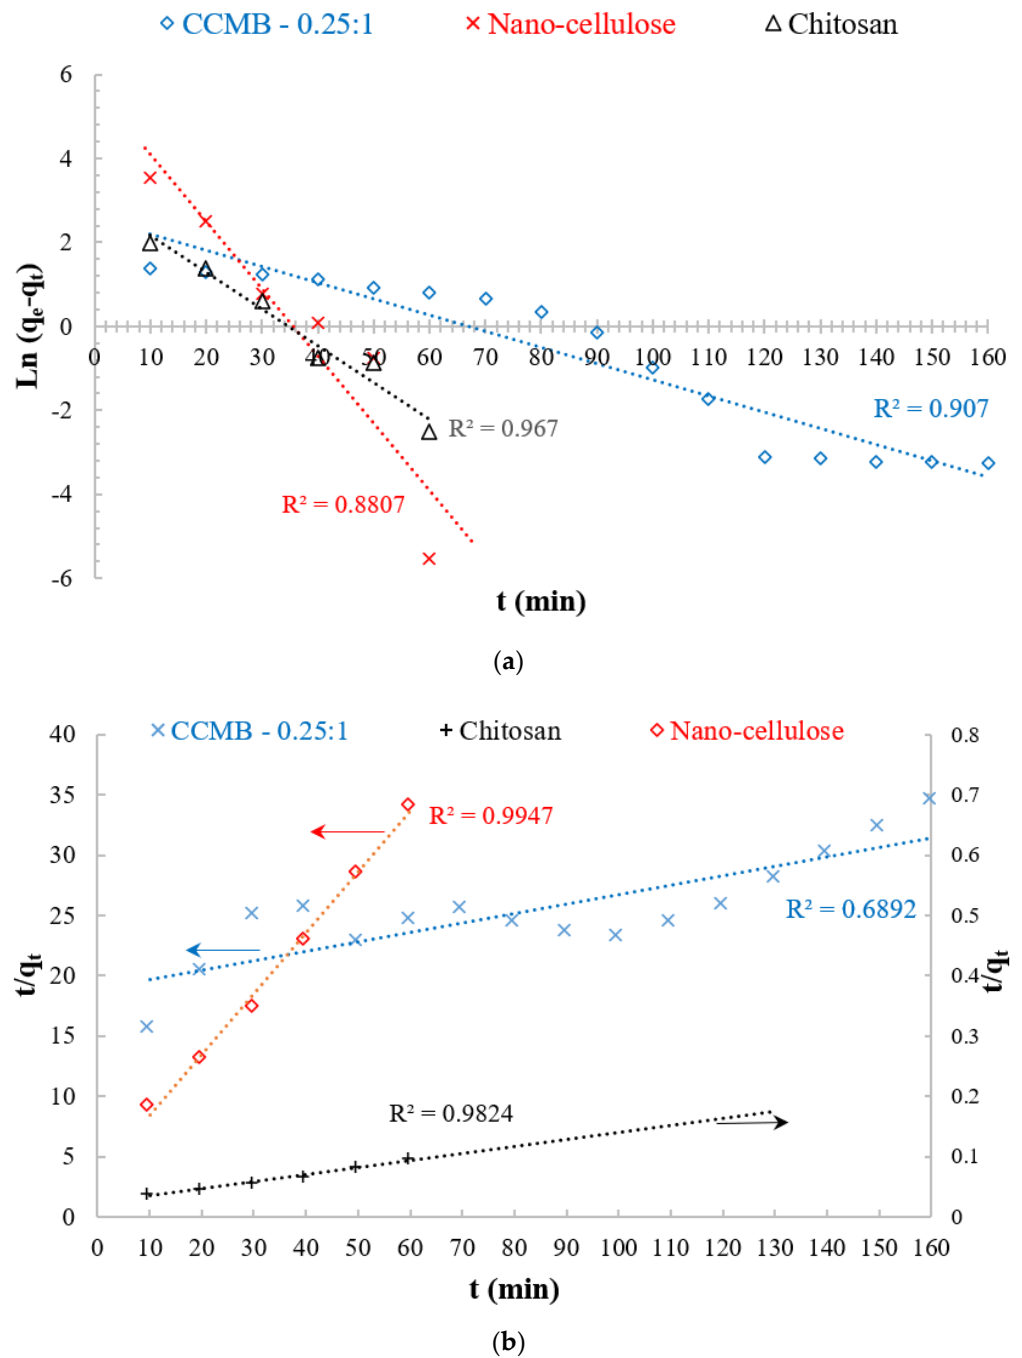 (a)
CCMB - 0.25:1 Nano-cellulose Chitosan
6
4
2
0
-2
-4
-6
Ln (qe-qt)
0 10 20 30 40 50 60 70 80 90 100 110 120 130 140 150 160
R² = 0.907
R² = 0.967
R² = 0.8807
t (min)
(a)
CCMB - 0.25:1 Chitosan Nano-cellulose
40
35
30
25
20
15
10
5
0
t/qt
0.8
0.7
0.6
0.5
0.4
0.3
0.2
0.1
0
t/qt
R² = 0.9947
R² = 0.6892
R² = 0.9824
0 10 20 30 40 50 60 70 80 90 100 110 120 130 140 150 160
t (min)
(b)